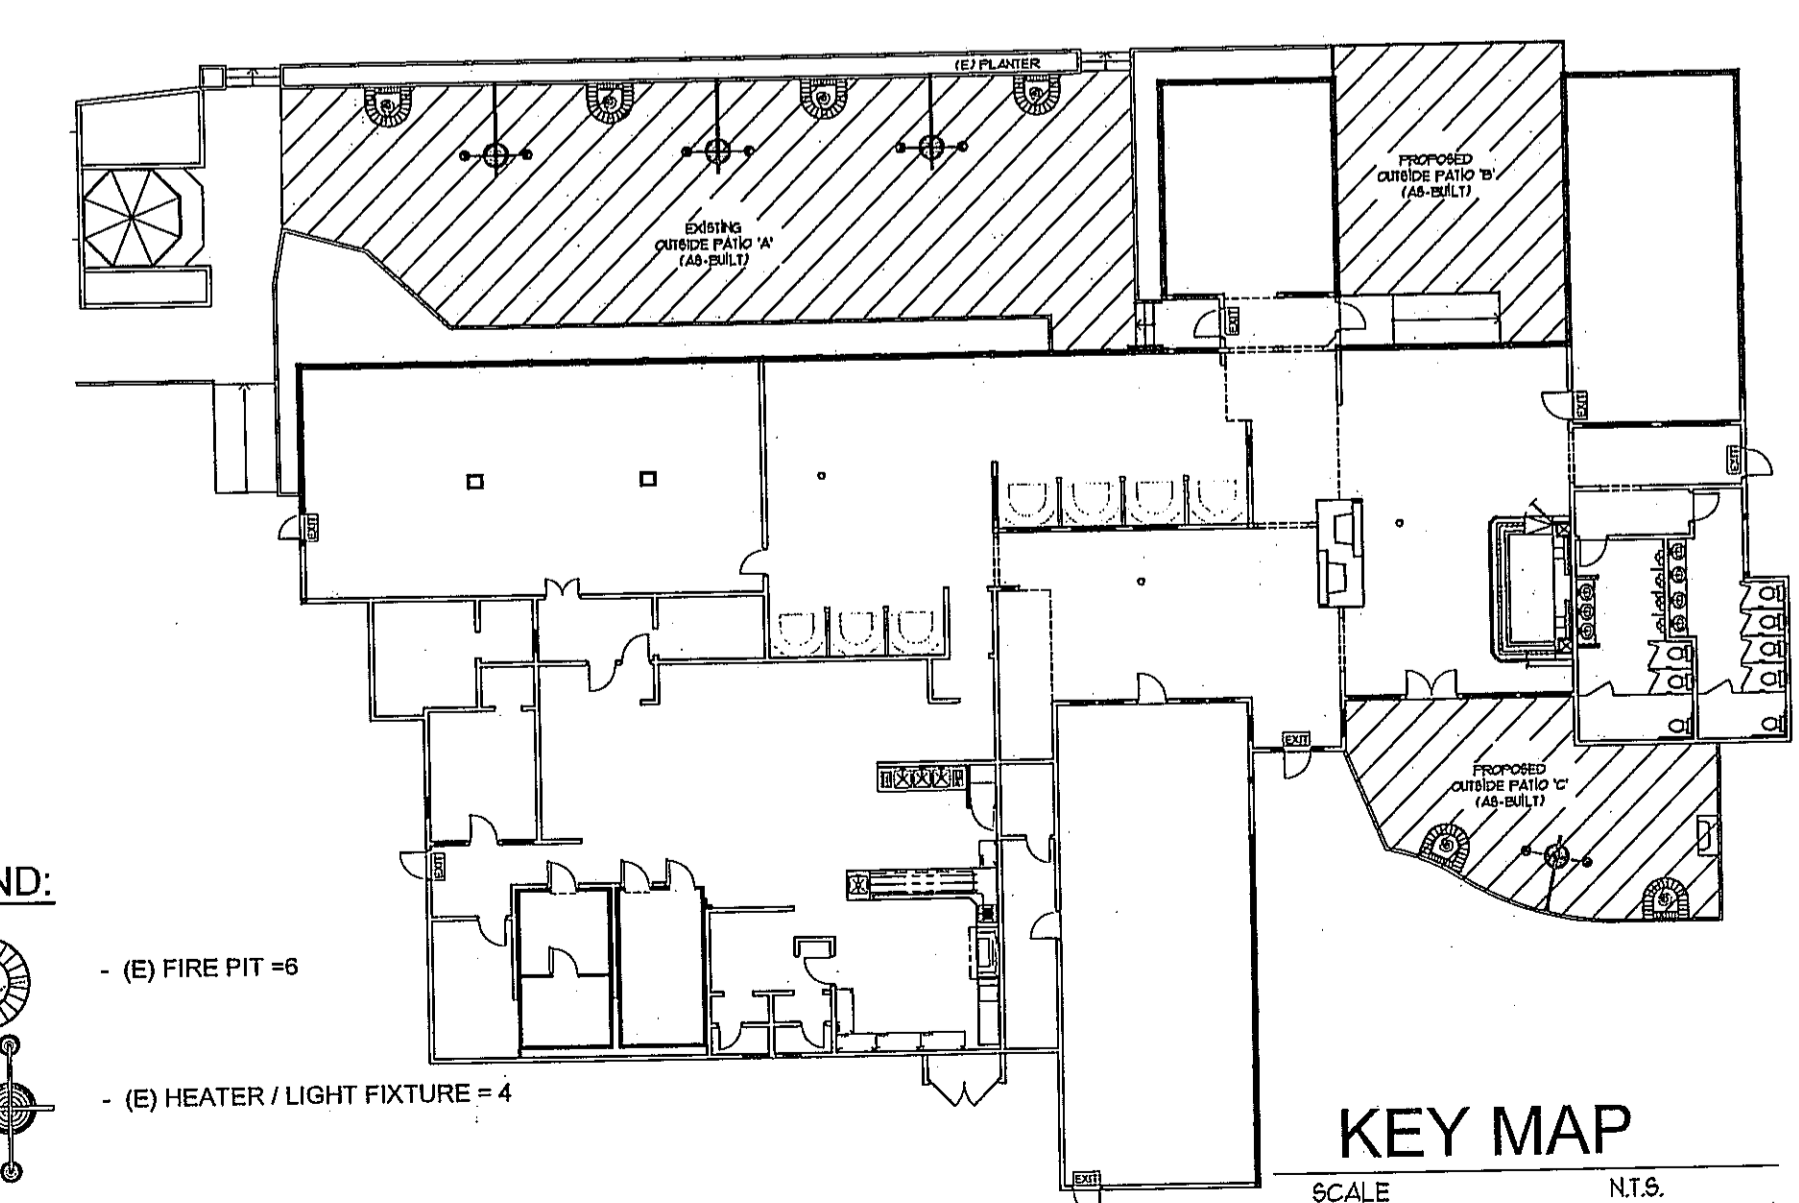 (E) PLANTER
PROPOSED
OUTSIDE PATIO 'B'
(AS-BUILT)
EXISTING
OUTSIDE PATIO 'A'
(AS-BUILT)
EXIT
EXIT
EXIT
EXIT
EXIT
PROPOSED
OUTSIDE PATIO 'C'
(AS-BUILT)
EXIT
ND:
- (E) FIRE PIT =6
- (E) HEATER / LIGHT FIXTURE = 4
KEY MAP
EXIT
SCALE N.T.S.